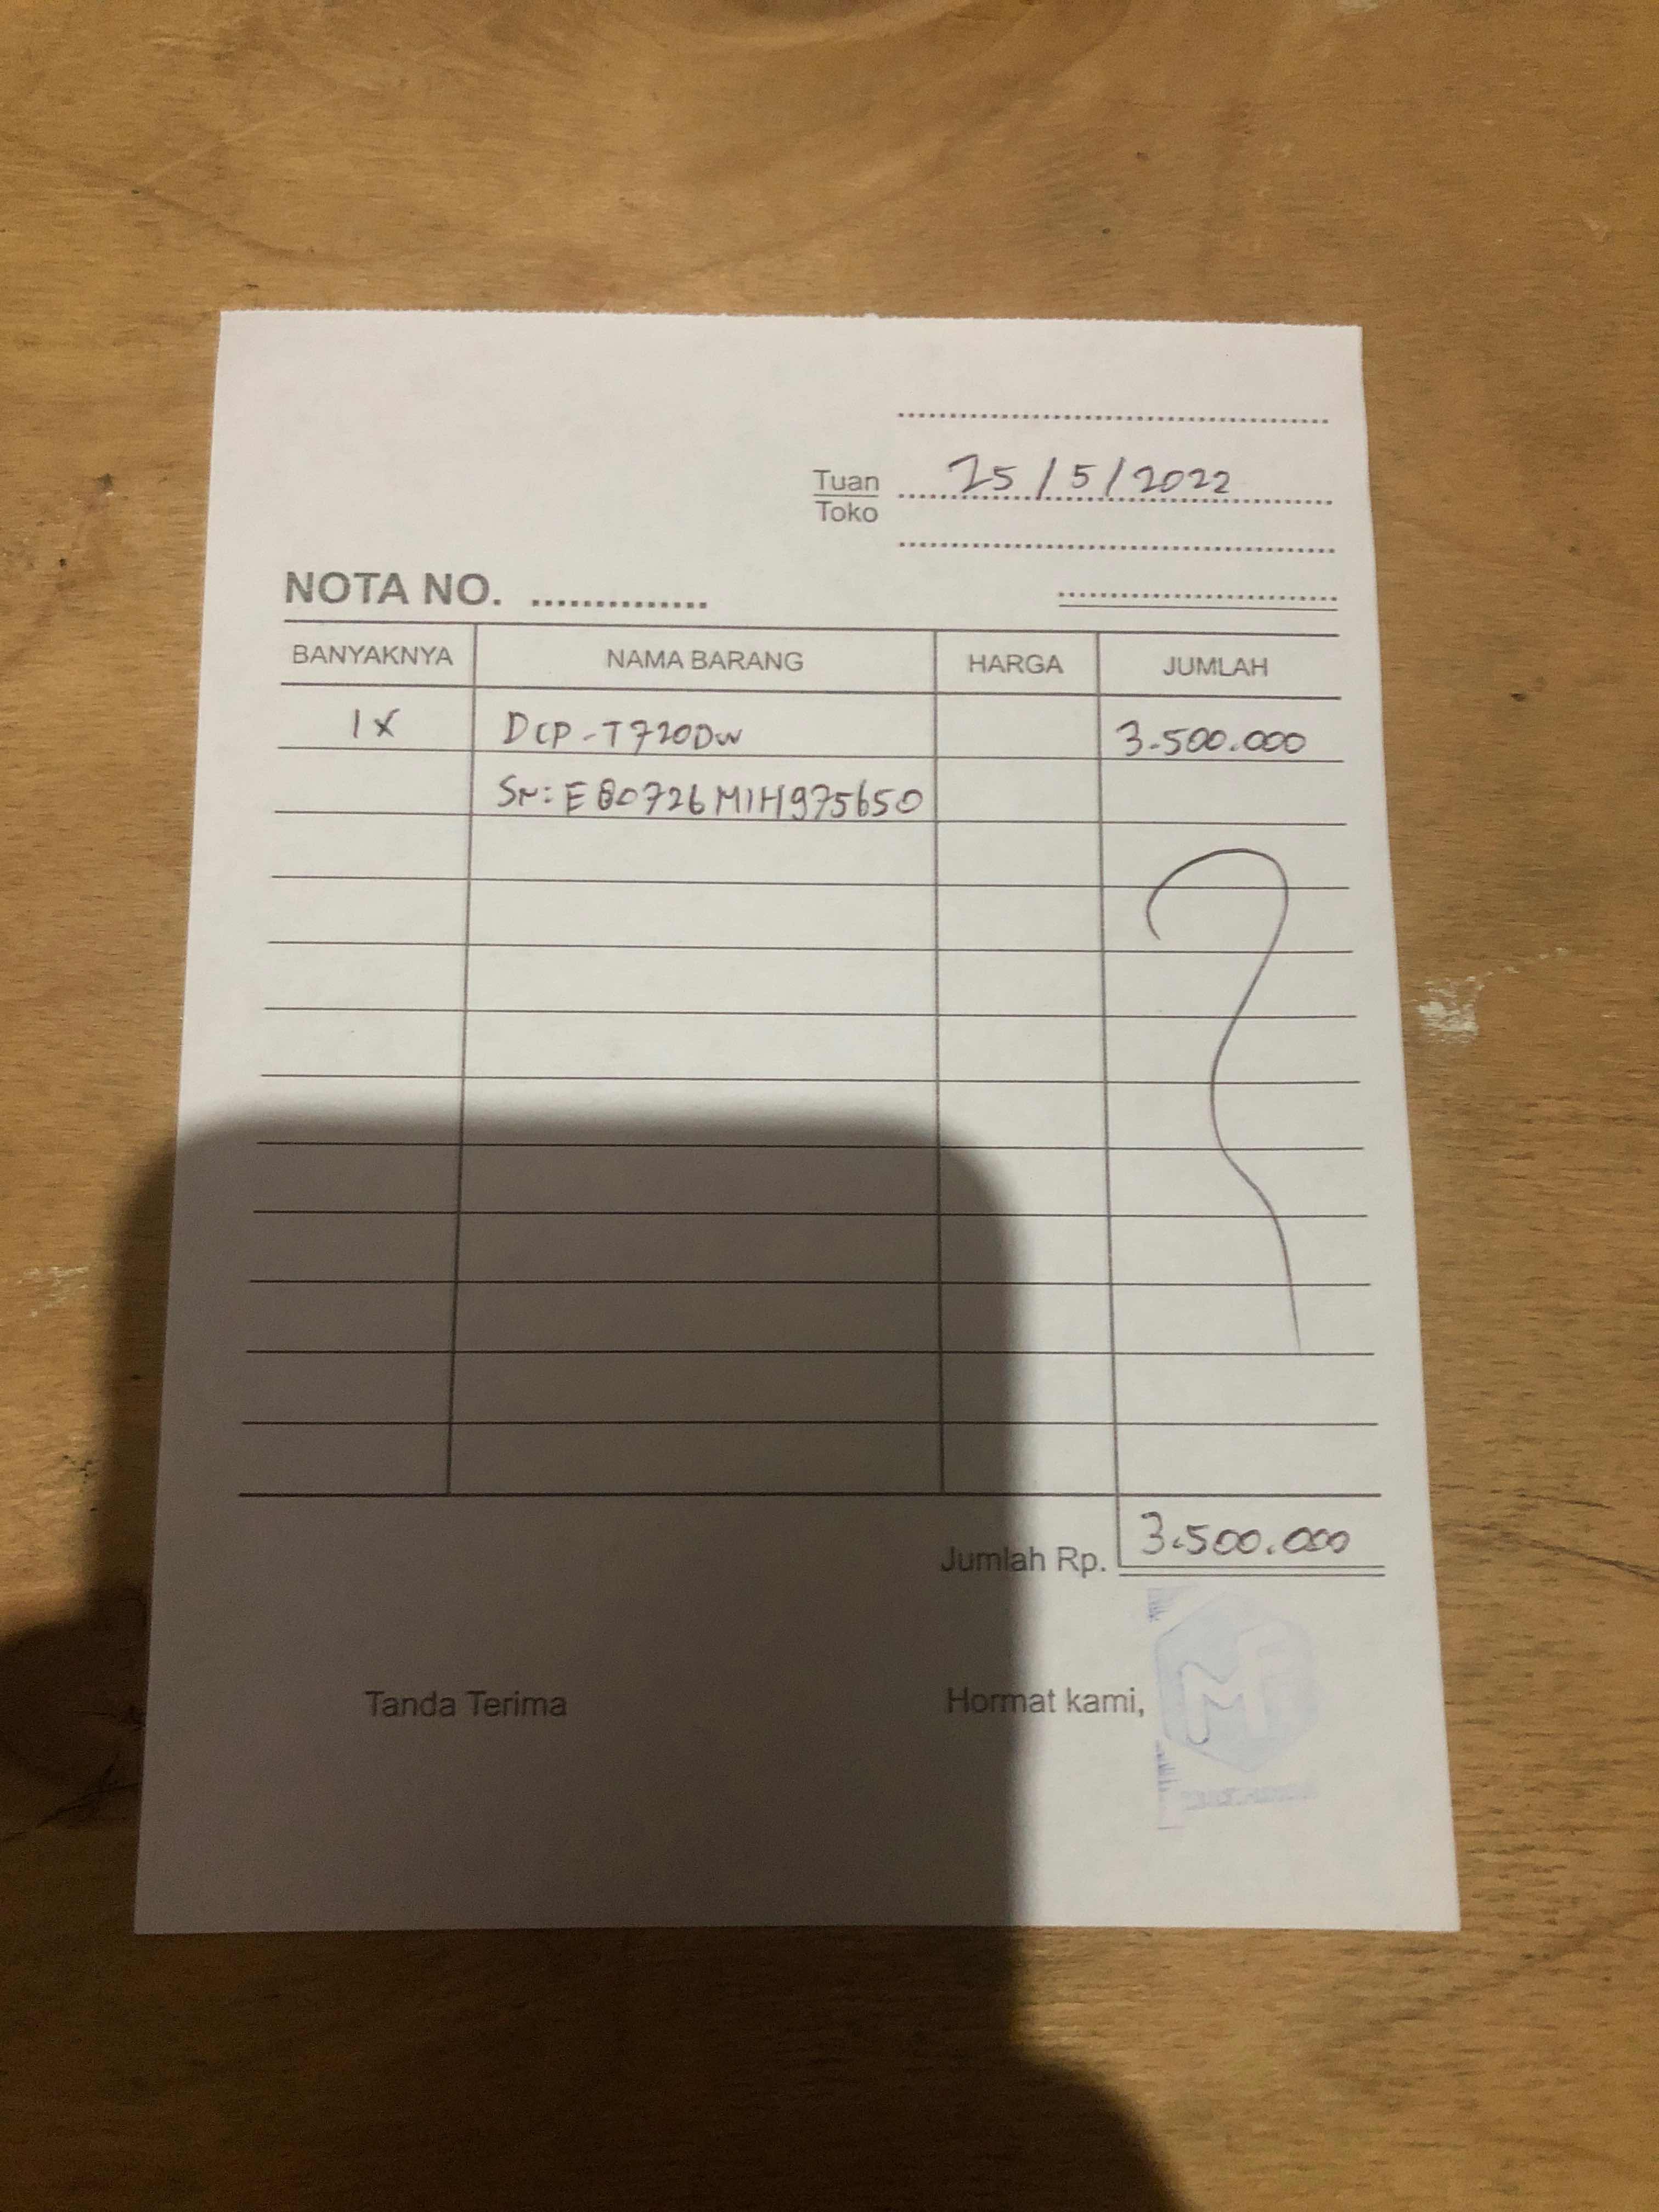 Tuan 25/5/2022
Toko
NOTA NO. ..............
BANYAKNYA NAMA BARANG HARGA JUMLAH
1x DCP-T720DW 3.500.000
SN: E80726M1H975650
Jumlah Rp. 3.500.000
Tanda Terima Hormat kami,